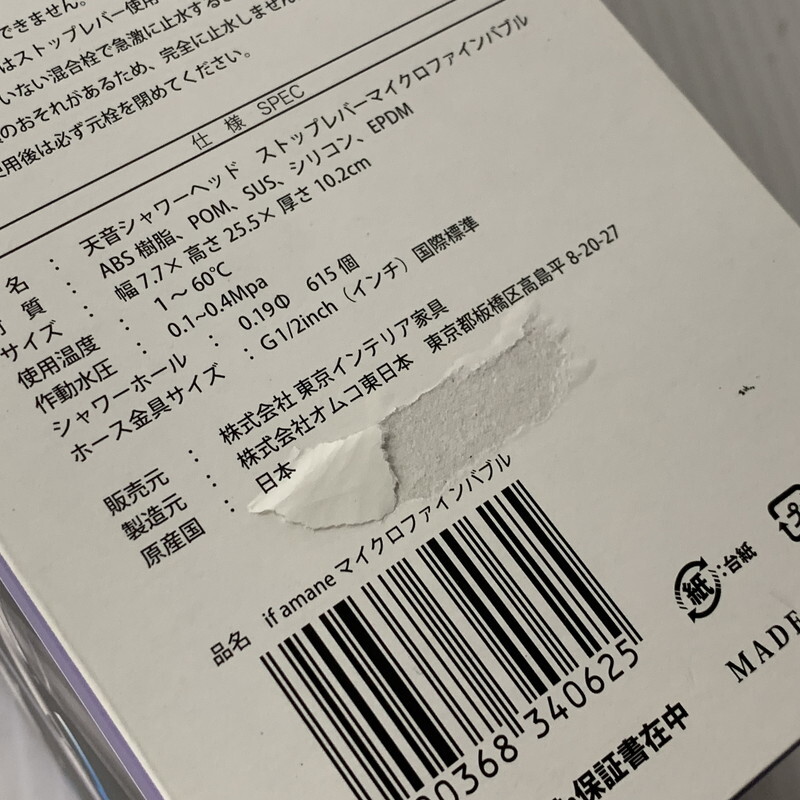 できません。
はストップレバー使用
いない混合栓で急激に止水する
のおそれがあるため、完全に止水しません
使用後は必ず元栓を閉めてください。
仕 様 SPEC
名 : 天音シャワーヘッド ストップレバーマイクロファインバブル
材 質 : ABS 樹脂、POM、SUS、シリコン、EPDM
サイズ : 幅 7.7× 高さ 25.5× 厚さ 10.2cm
使用温度 : 1 ～ 60℃
作動水圧 : 0.1~0.4Mpa
シャワーホール : 0.19Φ 615 個
ホース金具サイズ : G1/2inch（インチ）国際標準
販売元 : 株式会社 東京インテリア家具
製造元 : 株式会社オムコ東日本 東京都板橋区高島平 8-20-27
原産国 : 日本
品名 if amane マイクロファインバブル
00368 340625
紙 :台紙
MADE
保証書在中